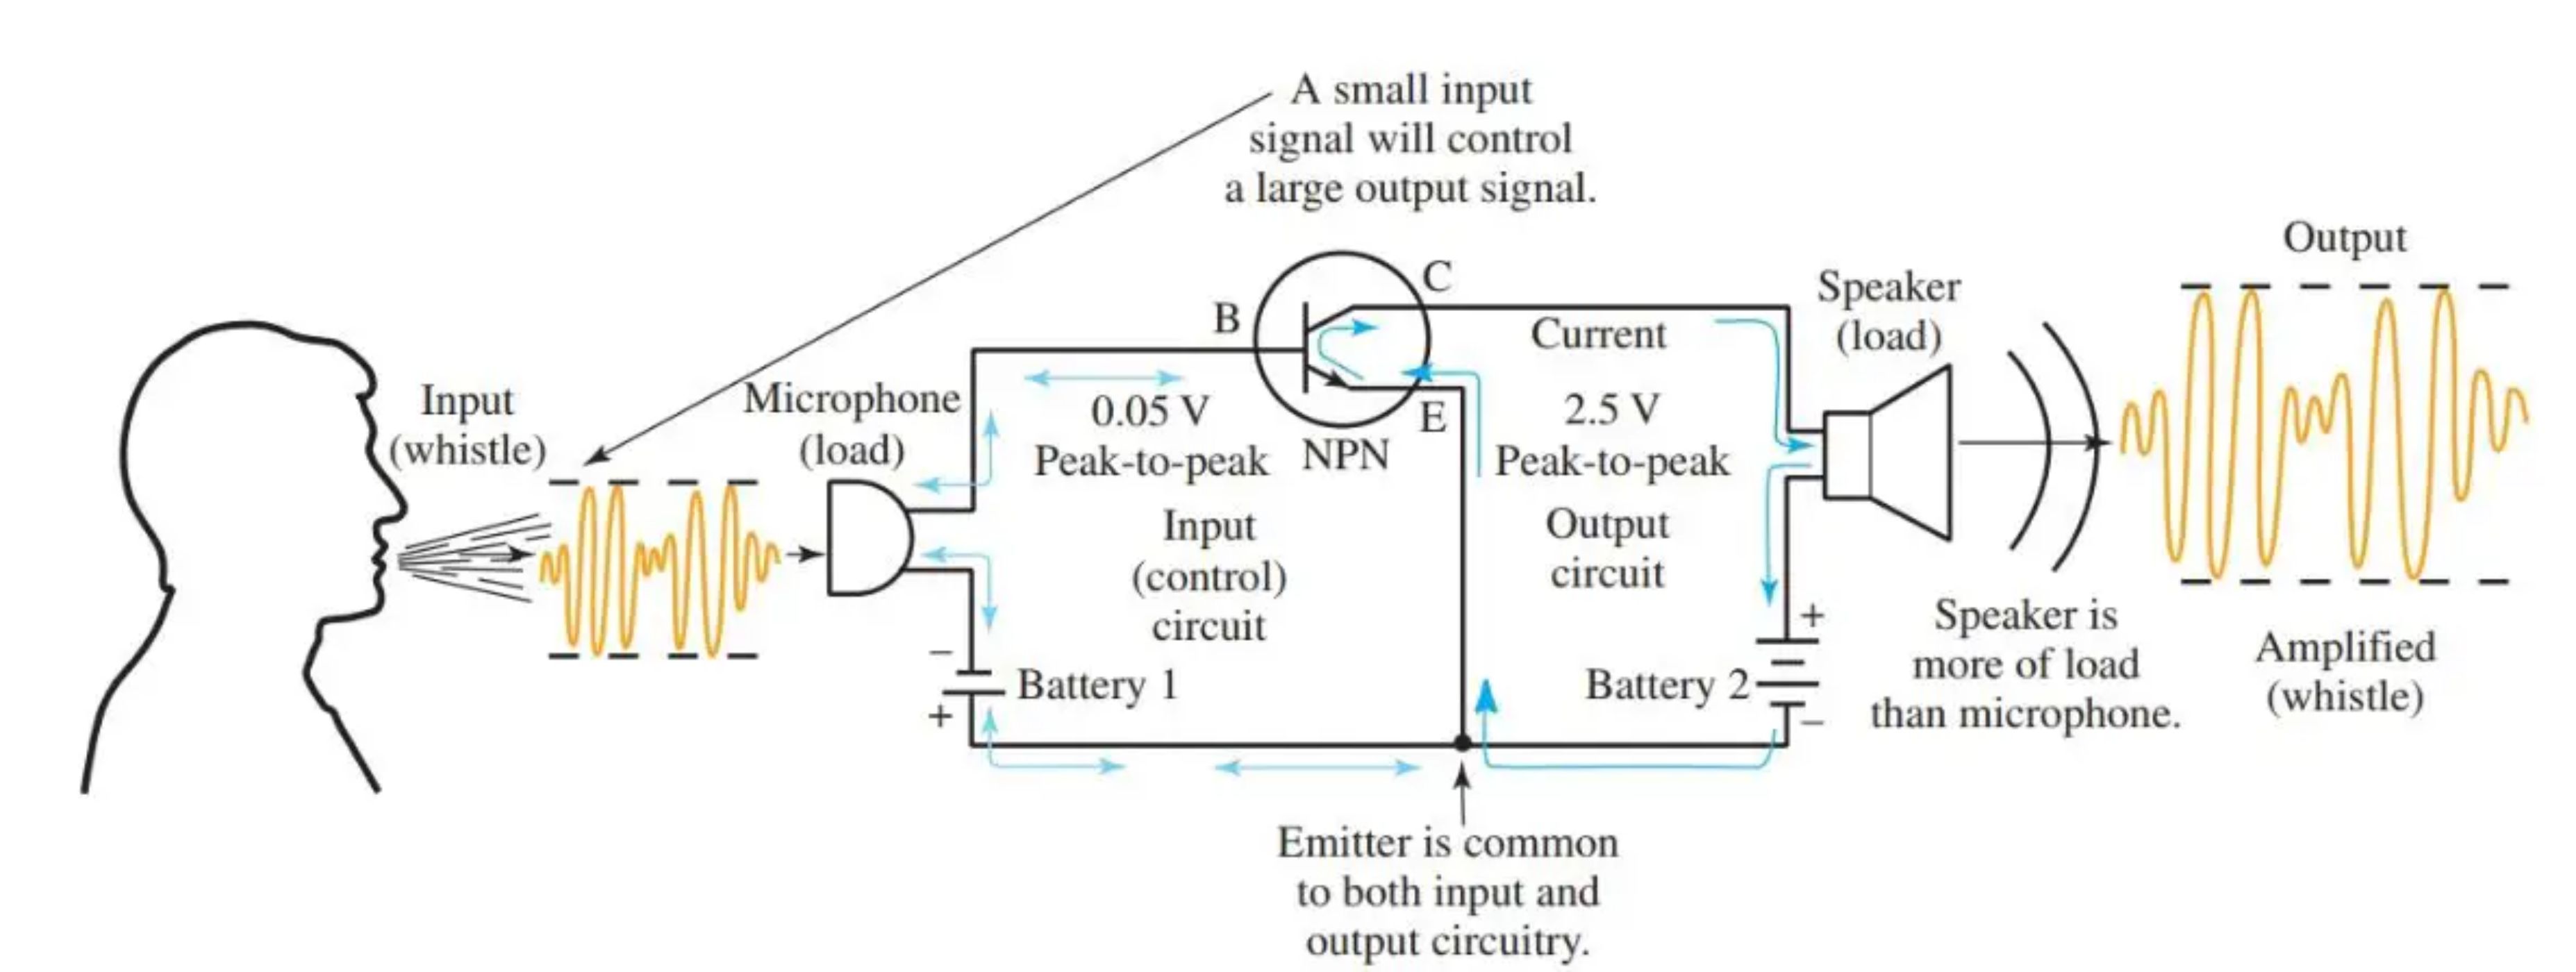 A small input
signal will control
a large output signal.
Input
(whistle)
Microphone
(load)
B
C
E
NPN
0.05 V
Peak-to-peak
Input
(control)
circuit
−
Battery 1
+
Current
2.5 V
Peak-to-peak
Output
circuit
+
Battery 2
−
Speaker
(load)
Speaker is
more of load
than microphone.
Output
Amplified
(whistle)
Emitter is common
to both input and
output circuitry.